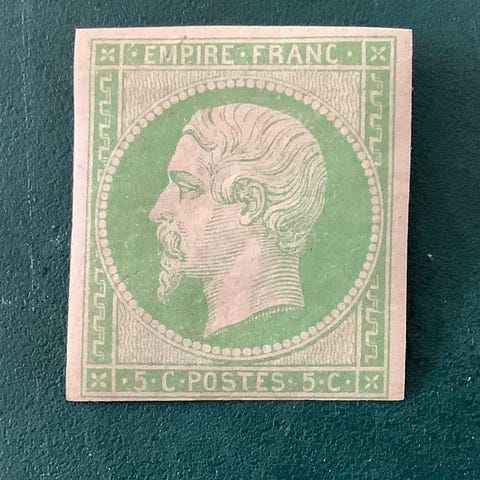 · EMPIRE · FRANC ·
· 5 · C · POSTES · 5 · C ·